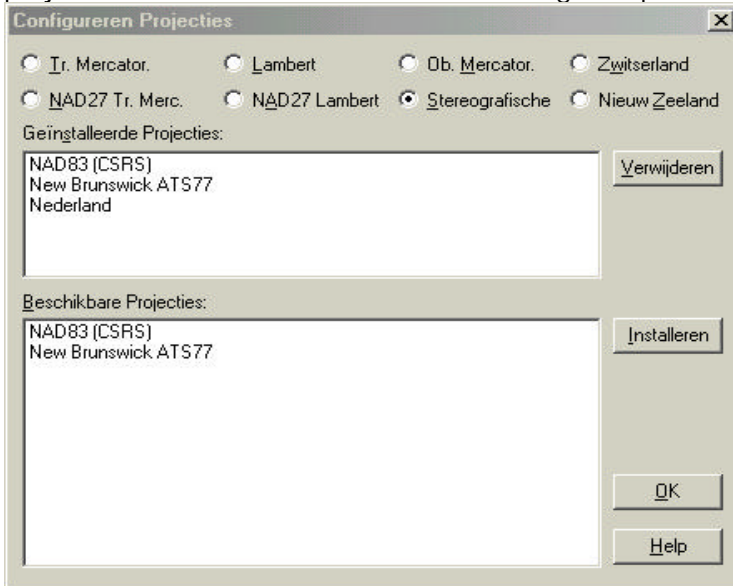 Configureren Projecties
Tr. Mercator. Lambert Ob. Mercator. Zwitserland
NAD27 Tr. Merc. NAD27 Lambert Stereografische Nieuw Zeeland
Geïnstalleerde Projecties:
NAD83 (CSRS)
New Brunswick ATS77
Nederland
Verwijderen
Beschikbare Projecties:
NAD83 (CSRS)
New Brunswick ATS77
Installeren
OK
Help